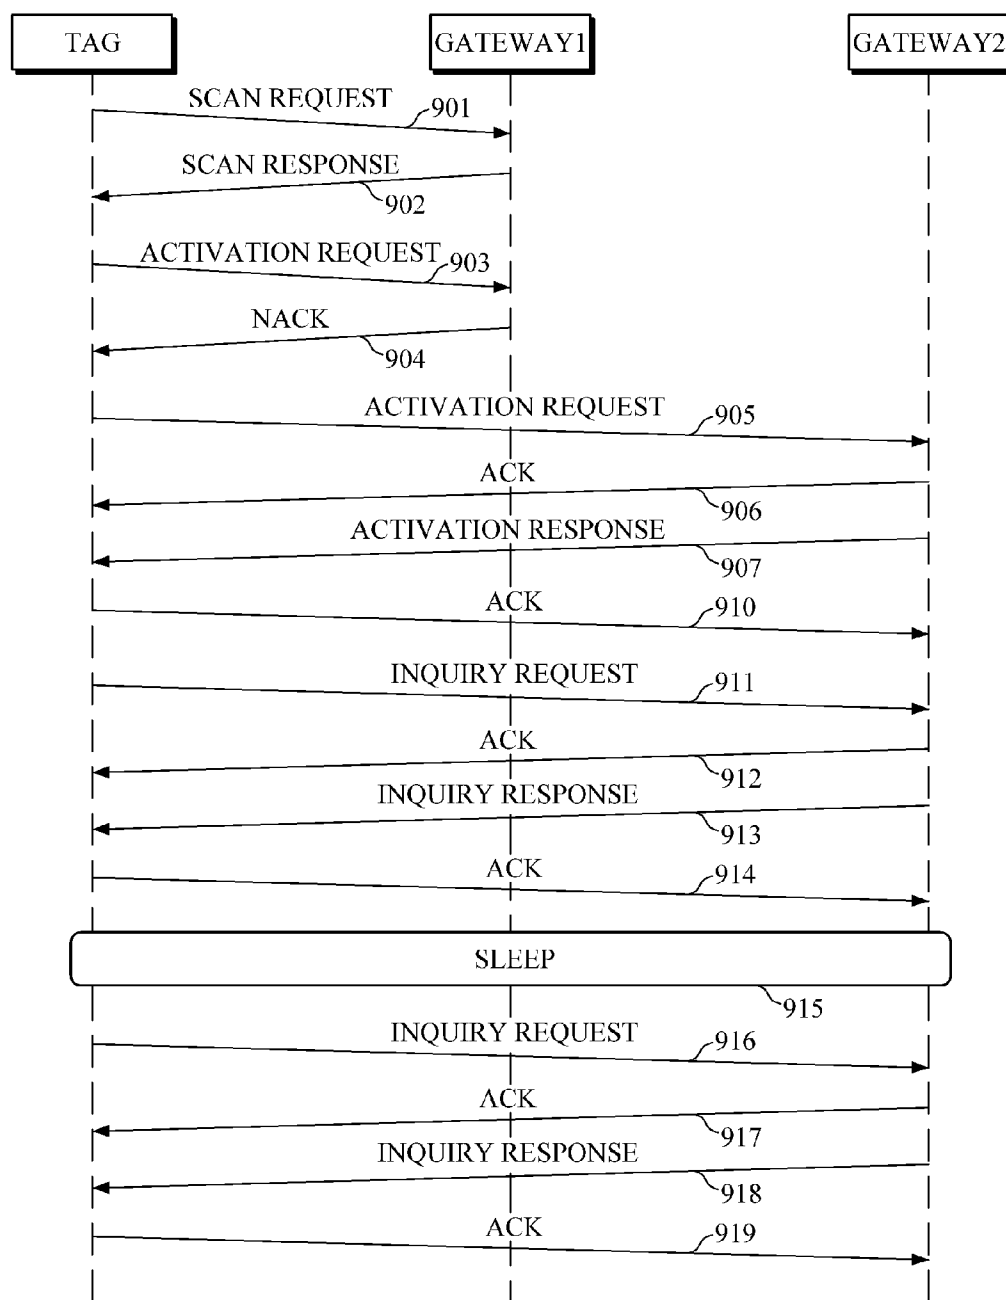 TAG GATEWAY1 GATEWAY2
SCAN REQUEST 901
SCAN RESPONSE
902
ACTIVATION REQUEST 903
NACK
904
ACTIVATION REQUEST 905
ACK
906
ACTIVATION RESPONSE
907
ACK 910
INQUIRY REQUEST 911
ACK
912
INQUIRY RESPONSE
913
ACK 914
SLEEP
915
INQUIRY REQUEST 916
ACK
917
INQUIRY RESPONSE
918
ACK 919